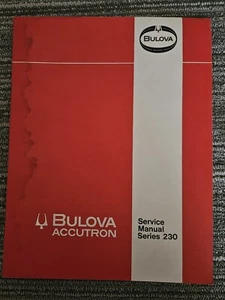 BULOVA
BULOVA
ACCUTRON
Service
Manual
Series 230